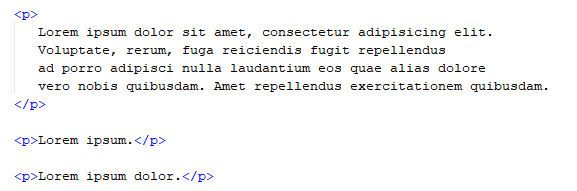 <p>
Lorem ipsum dolor sit amet, consectetur adipisicing elit.
Voluptate, rerum, fuga reiciendis fugit repellendus
ad porro adipisci nulla laudantium eos quae alias dolore
vero nobis quibusdam. Amet repellendus exercitationem quibusdam.
</p>
<p>Lorem ipsum.</p>
<p>Lorem ipsum dolor.</p>